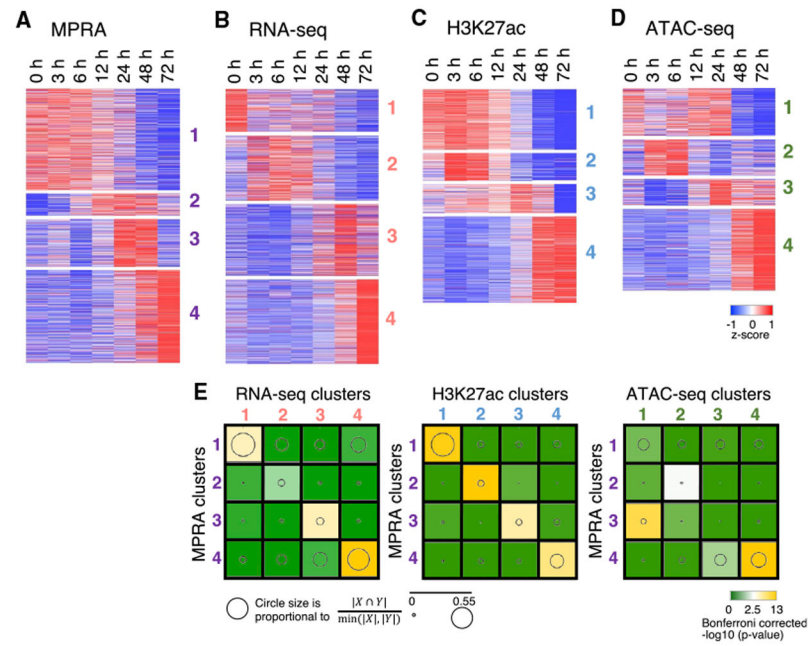 A MPRA
0 h 3 h 6 h 12 h 24 h 48 h 72 h
1
2
3
4
B RNA-seq
0 h 3 h 6 h 12 h 24 h 48 h 72 h
1
2
3
4
C H3K27ac
0 h 3 h 6 h 12 h 24 h 48 h 72 h
1
2
3
4
D ATAC-seq
0 h 3 h 6 h 12 h 24 h 48 h 72 h
1
2
3
4
-1 0 1
z-score
E RNA-seq clusters
1 2 3 4
MPRA clusters
1
2
3
4
H3K27ac clusters
1 2 3 4
MPRA clusters
1
2
3
4
ATAC-seq clusters
1 2 3 4
MPRA clusters
1
2
3
4
Circle size is
proportional to
|X ∩ Y|
min(|X|, |Y|)
0 0.55
0 2.5 13
Bonferroni corrected
-log10 (p-value)